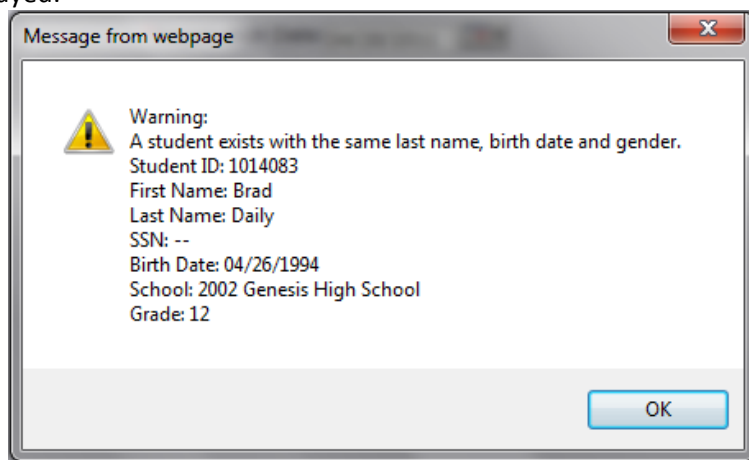 Message from webpage
X
Warning:
A student exists with the same last name, birth date and gender.
Student ID: 1014083
First Name: Brad
Last Name: Daily
SSN: --
Birth Date: 04/26/1994
School: 2002 Genesis High School
Grade: 12
OK